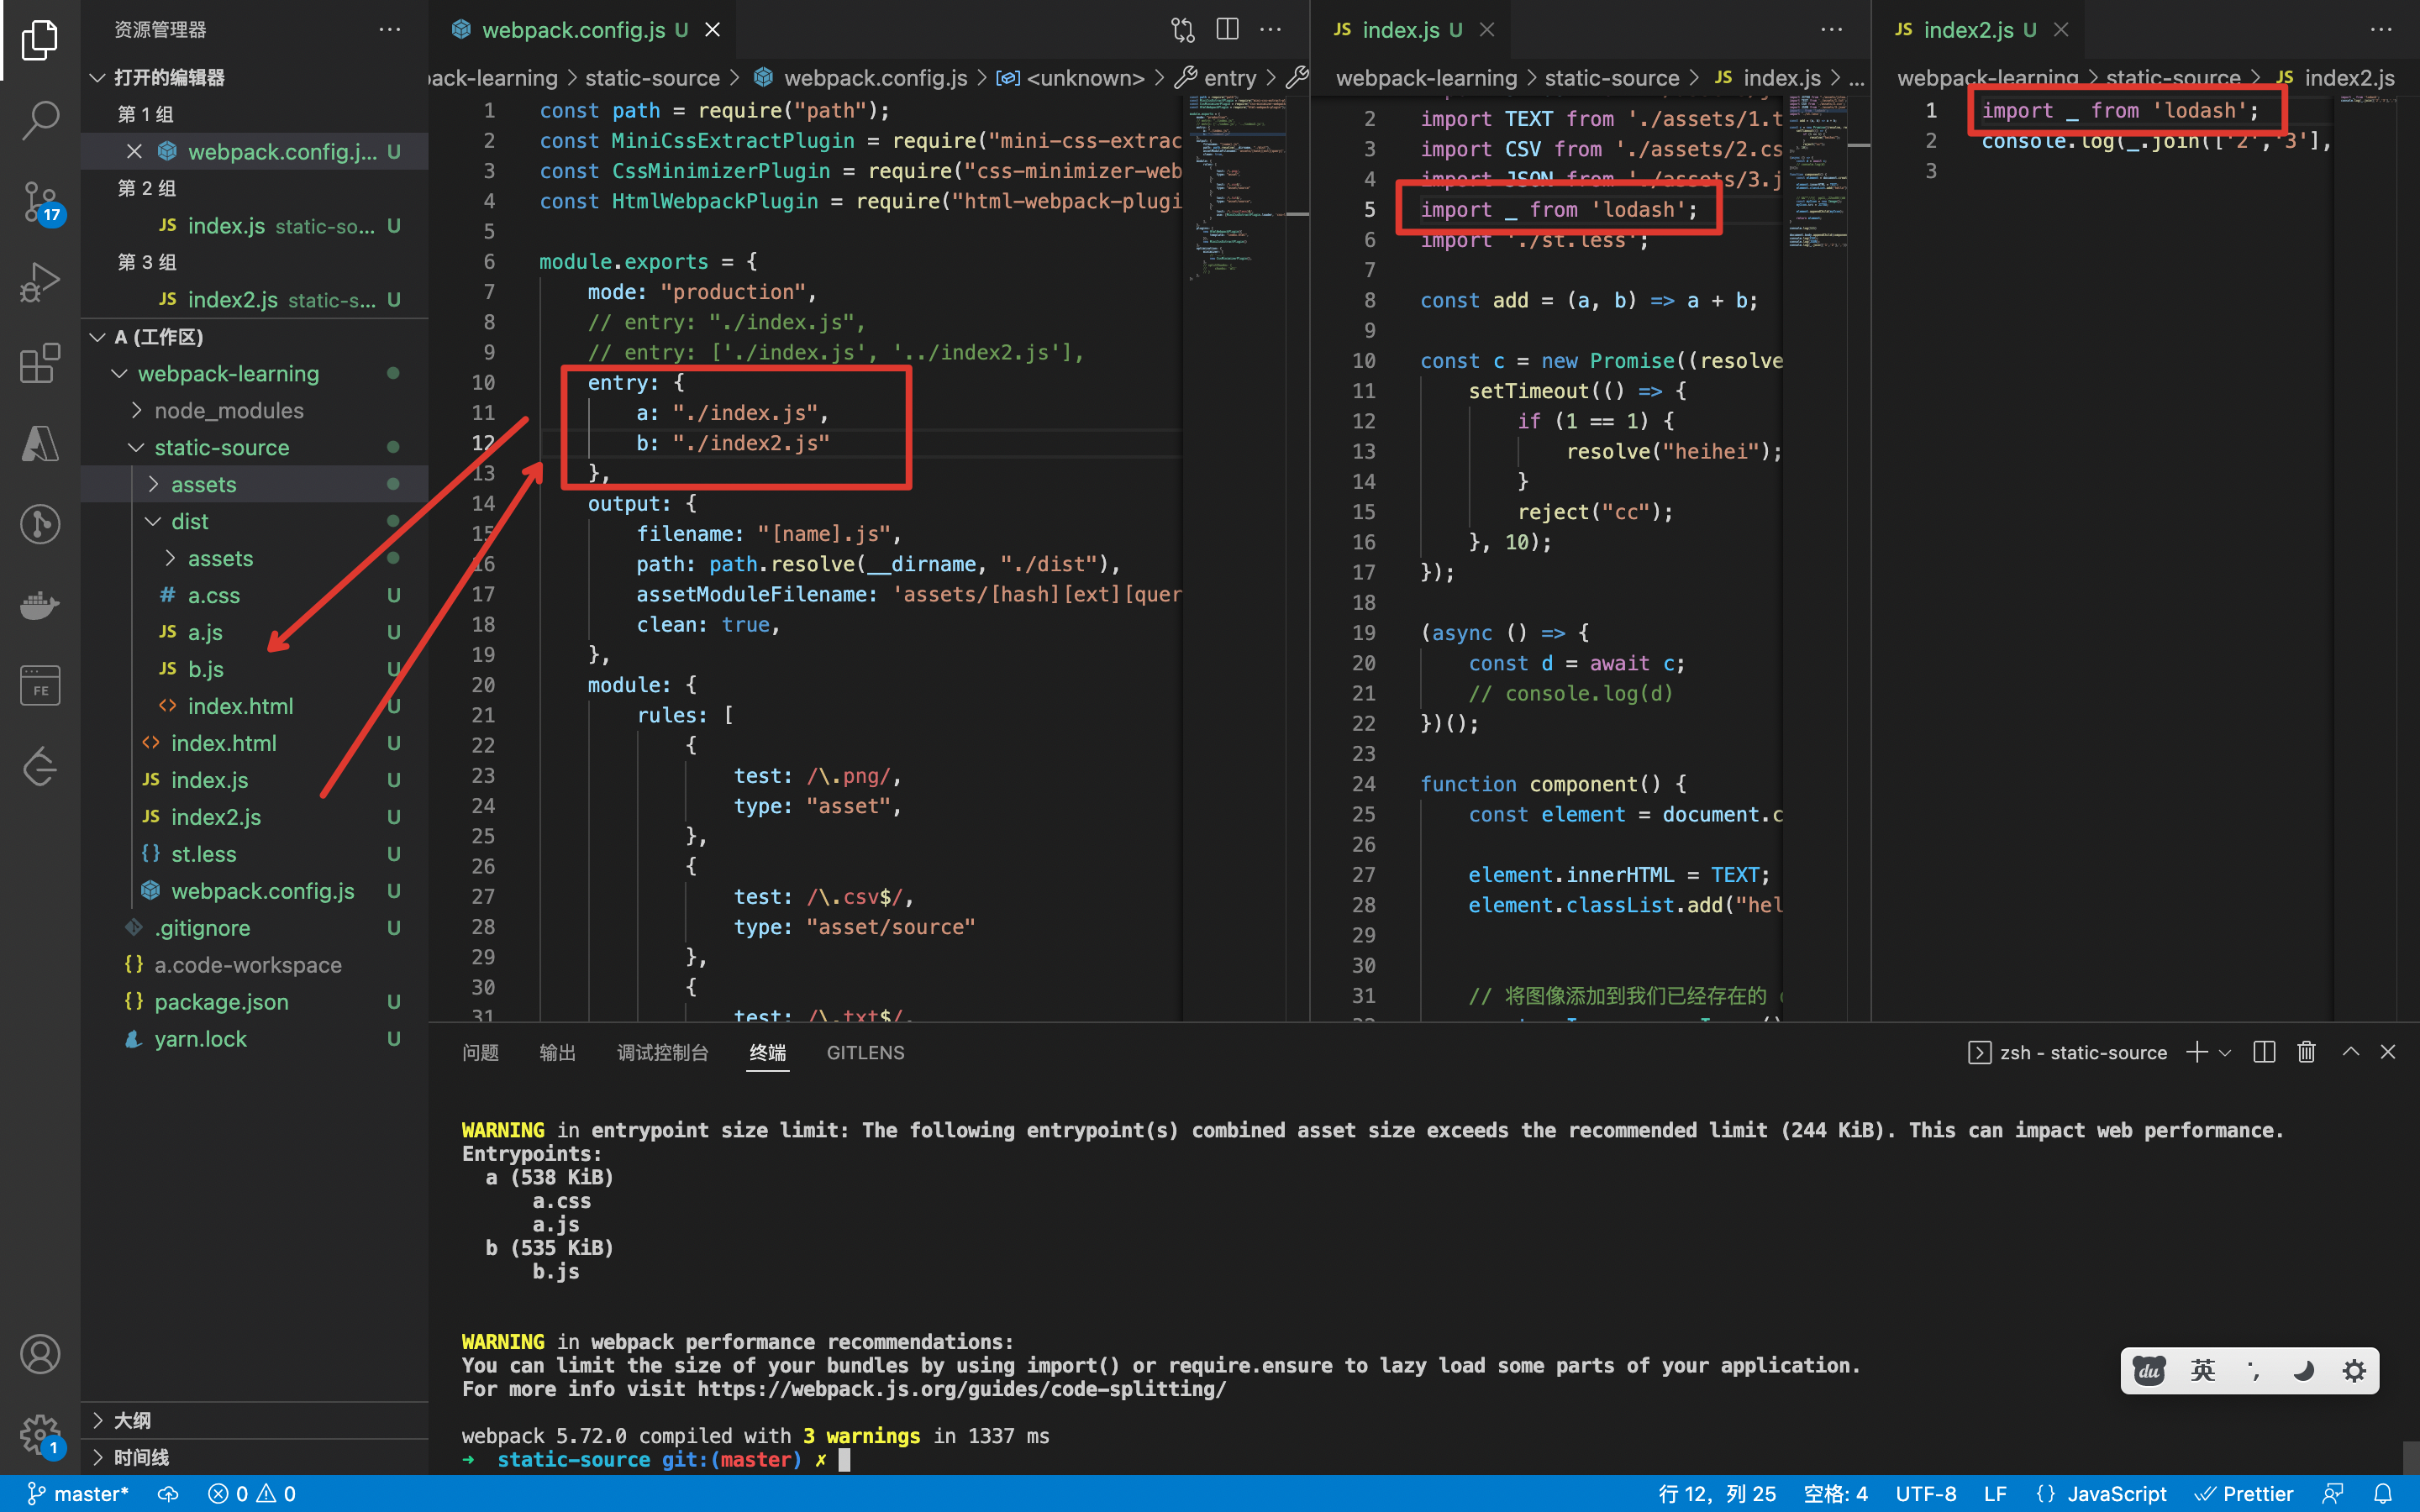 资源管理器
打开的编辑器
第 1 组
webpack.config.j... U
第 2 组
JS index.js static-so... U
第 3 组
JS index2.js static-s... U
A (工作区)
webpack-learning
node_modules
static-source
assets
dist
assets
# a.css U
JS a.js U
JS b.js U
<> index.html U
<> index.html U
JS index.js U
JS index2.js U
{} st.less U
webpack.config.js U
.gitignore U
{} a.code-workspace
{} package.json U
yarn.lock U
大纲
时间线
17
FE
1
webpack.config.js U
pack-learning > static-source > webpack.config.js > <unknown> > entry >
1 const path = require("path");
2 const MiniCssExtractPlugin = require("mini-css-extrac
3 const CssMinimizerPlugin = require("css-minimizer-web
4 const HtmlWebpackPlugin = require("html-webpack-plugi
5
6 module.exports = {
7 mode: "production",
8 // entry: "./index.js",
9 // entry: ['./index.js', '../index2.js'],
10 entry: {
11 a: "./index.js",
12 b: "./index2.js"
13 },
14 output: {
15 filename: "[name].js",
16 path: path.resolve(__dirname, "./dist"),
17 assetModuleFilename: 'assets/[hash][ext][quer
18 clean: true,
19 },
20 module: {
21 rules: [
22 {
23 test: /\.png/,
24 type: "asset",
25 },
26 {
27 test: /\.csv$/,
28 type: "asset/source"
29 },
30 {
31 test: /\.txt$/,
JS index.js U
webpack-learning > static-source > JS index.js > ...
2 import TEXT from './assets/1.t
3 import CSV from './assets/2.cs
4 import JSON from './assets/3.j
5 import _ from 'lodash';
6 import './st.less';
7
8 const add = (a, b) => a + b;
9
10 const c = new Promise((resolve
11 setTimeout(() => {
12 if (1 == 1) {
13 resolve("heihei");
14 }
15 reject("cc");
16 }, 10);
17 });
18
19 (async () => {
20 const d = await c;
21 // console.log(d)
22 })();
23
24 function component() {
25 const element = document.c
26
27 element.innerHTML = TEXT;
28 element.classList.add("hel
29
30
31 // 将图像添加到我们已经存在的
JS index2.js U
webpack-learning > static-source > JS index2.js
1 import _ from 'lodash';
2 console.log(_.join(['2','3'],
3
问题 输出 调试控制台 终端 GITLENS
zsh - static-source
WARNING in entrypoint size limit: The following entrypoint(s) combined asset size exceeds the recommended limit (244 KiB). This can impact web performance.
Entrypoints:
a (538 KiB)
a.css
a.js
b (535 KiB)
b.js
WARNING in webpack performance recommendations:
You can limit the size of your bundles by using import() or require.ensure to lazy load some parts of your application.
For more info visit https://webpack.js.org/guides/code-splitting/
webpack 5.72.0 compiled with 3 warnings in 1337 ms
➜ static-source git:(master) ✗
du 英
master* 0 0 行 12，列 25 空格: 4 UTF-8 LF {} JavaScript Prettier